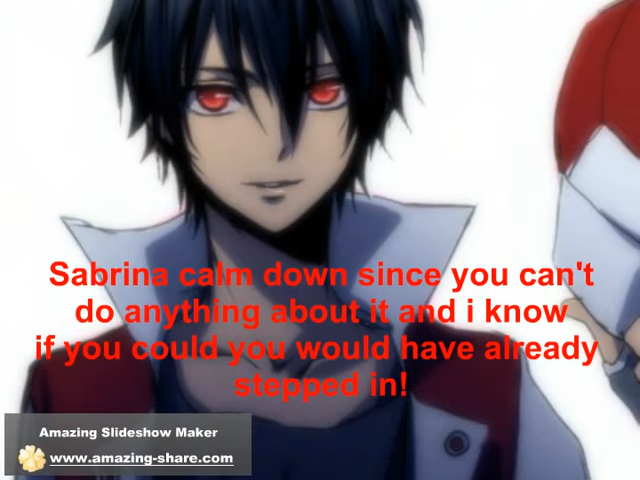 Sabrina calm down since you can't
do anything about it and i know
if you could you would have already
stepped in!
Amazing Slideshow Maker
www.amazing-share.com